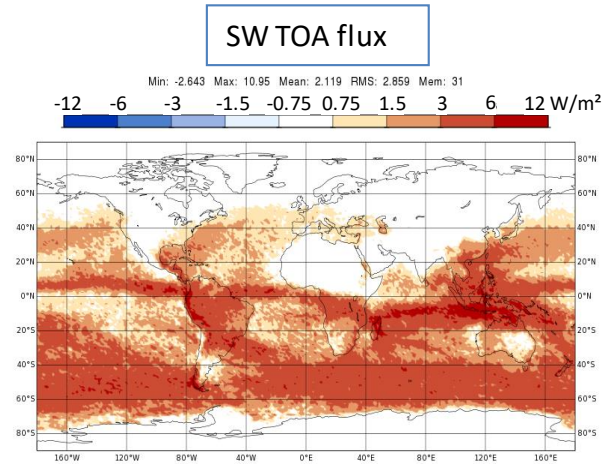 SW TOA flux
Min: -2.643 Max: 10.95 Mean: 2.119 RMS: 2.859 Mem: 31
-12 -6 -3 -1.5 -0.75 0.75 1.5 3 6 12 W/m²
80°N
60°N
40°N
20°N
0°N
20°S
40°S
60°S
80°S
160°W 120°W 80°W 40°W 0°E 40°E 80°E 120°E 160°E
80°N
60°N
40°N
20°N
0°N
20°S
40°S
60°S
80°S